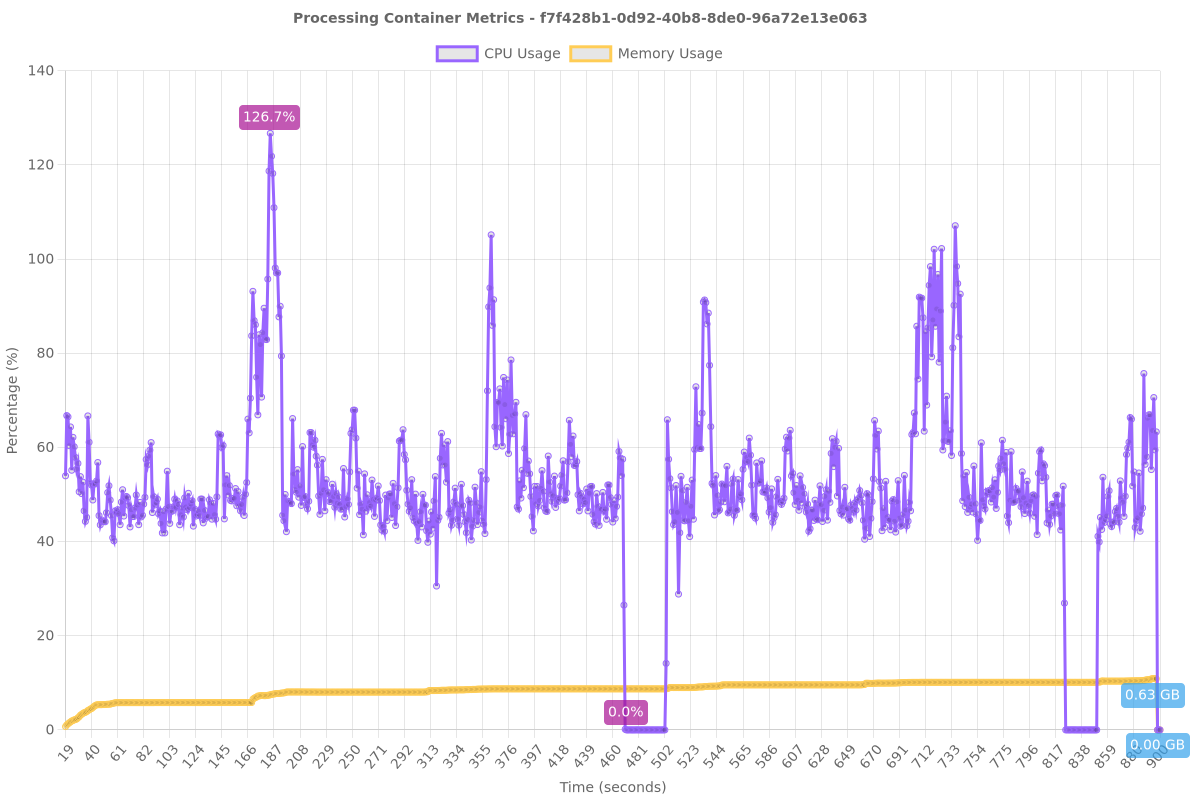 Processing Container Metrics - f7f428b1-0d92-40b8-8de0-96a72e13e063
CPU Usage Memory Usage
140
126.7%
120
100
80
60
40
20
0.63 GB
0.0%
0
0.00 GB
19 40 61 82 103 124 145 166 187 208 229 250 271 292 313 334 355 376 397 418 439 460 481 502 523 544 565 586 607 628 649 670 691 712 733 754 775 796 817 838 859 880 900
Time (seconds)
Percentage (%)